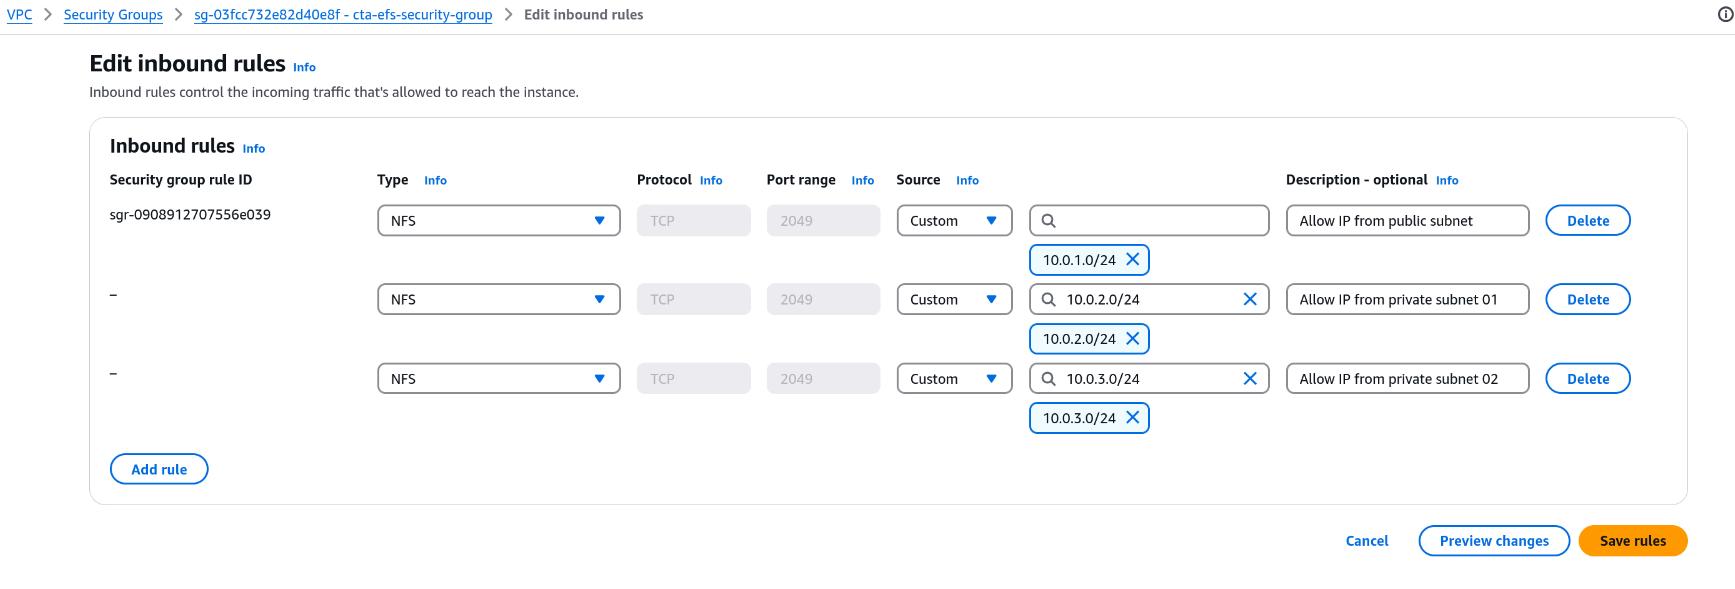 VPC > Security Groups > sg-03fcc732e82d40e8f - cta-efs-security-group > Edit inbound rules
Edit inbound rules Info
Inbound rules control the incoming traffic that's allowed to reach the instance.
Inbound rules Info
Security group rule ID Type Info Protocol Info Port range Info Source Info Description - optional Info
sgr-0908912707556e039 NFS TCP 2049 Custom Allow IP from public subnet Delete
10.0.1.0/24
– NFS TCP 2049 Custom 10.0.2.0/24 Allow IP from private subnet 01 Delete
10.0.2.0/24
– NFS TCP 2049 Custom 10.0.3.0/24 Allow IP from private subnet 02 Delete
10.0.3.0/24
Add rule
Cancel Preview changes Save rules